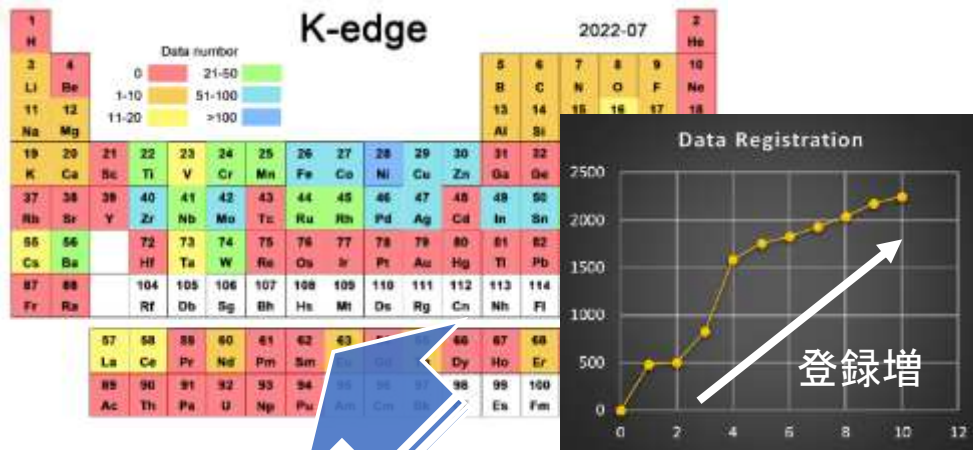 K-edge
2022-07
Data number
0 21-50
1-10 51-100
11-20 >100
1 2
H He
3 4 5 6 7 8 9 10
Li Be B C N O F Ne
11 12 13 14 15 16 17 18
Na Mg Al Si
19 20 21 22 23 24 25 26 27 28 29 30 31 32
K Ca Sc Ti V Cr Mn Fe Co Ni Cu Zn Ga Ge
37 38 39 40 41 42 43 44 45 46 47 48 49 50
Rb Sr Y Zr Nb Mo Tc Ru Rh Pd Ag Cd In Sn
55 56 72 73 74 75 76 77 78 79 80 81 82
Cs Ba Hf Ta W Re Os Ir Pt Au Hg Tl Pb
87 88 104 105 106 107 108 109 110 111 112 113 114
Fr Ra Rf Db Sg Bh Hs Mt Ds Rg Cn Nh Fl
57 58 59 60 61 62 63 66 67 68
La Ce Pr Nd Pm Sm Dy Ho Er
89 90 91 92 93 94 98 99 100
Ac Th Pa U Np Pu Es Fm
Data Registration
2500
2000
1500
1000
500
0
0 2 4 6 8 10 12
登録増